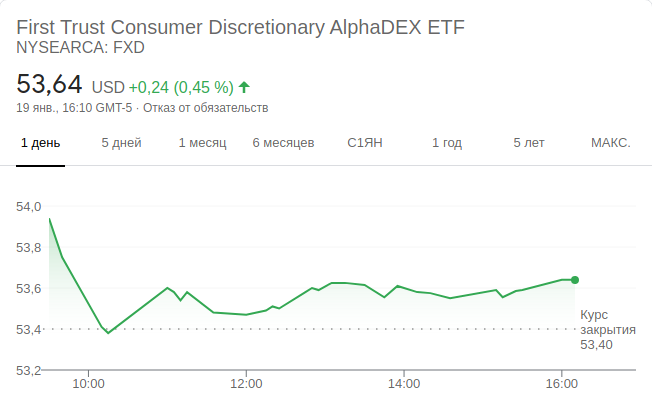 First Trust Consumer Discretionary AlphaDEX ETF
NYSEARCA: FXD
53,64 USD +0,24 (0,45 %)
19 янв., 16:10 GMT-5 · Отказ от обязательств
1 день 5 дней 1 месяц 6 месяцев С1ЯН 1 год 5 лет МАКС.
54,0
53,8
53,6
53,4
Курс
закрытия
53,40
53,2
10:00 12:00 14:00 16:00